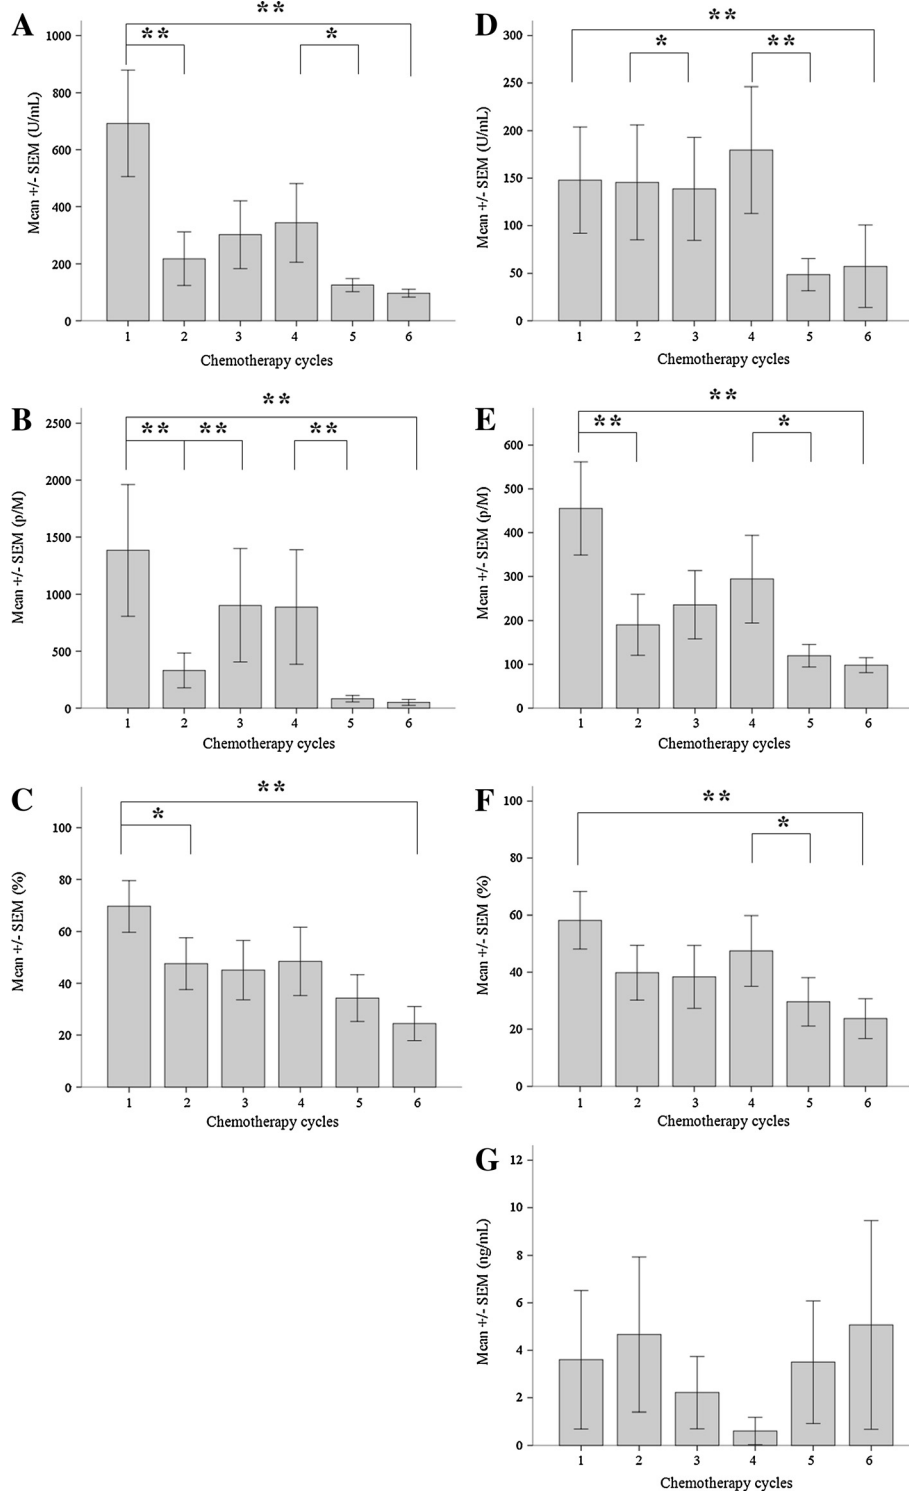 A
**
**
*
1000
800
600
400
200
0
Mean +/- SEM (U/mL)
1 2 3 4 5 6
Chemotherapy cycles
B
**
** ** **
2500
2000
1500
1000
500
0
Mean +/- SEM (p/M)
1 2 3 4 5 6
Chemotherapy cycles
C
**
*
100
80
60
40
20
0
Mean +/- SEM (%)
1 2 3 4 5 6
Chemotherapy cycles
D
**
* **
300
250
200
150
100
50
0
Mean +/- SEM (U/mL)
1 2 3 4 5 6
Chemotherapy cycles
E
**
** *
600
500
400
300
200
100
0
Mean +/- SEM (p/M)
1 2 3 4 5 6
Chemotherapy cycles
F
**
*
100
80
60
40
20
0
Mean +/- SEM (%)
1 2 3 4 5 6
Chemotherapy cycles
G
12
10
8
6
4
2
0
Mean +/- SEM (ng/mL)
1 2 3 4 5 6
Chemotherapy cycles